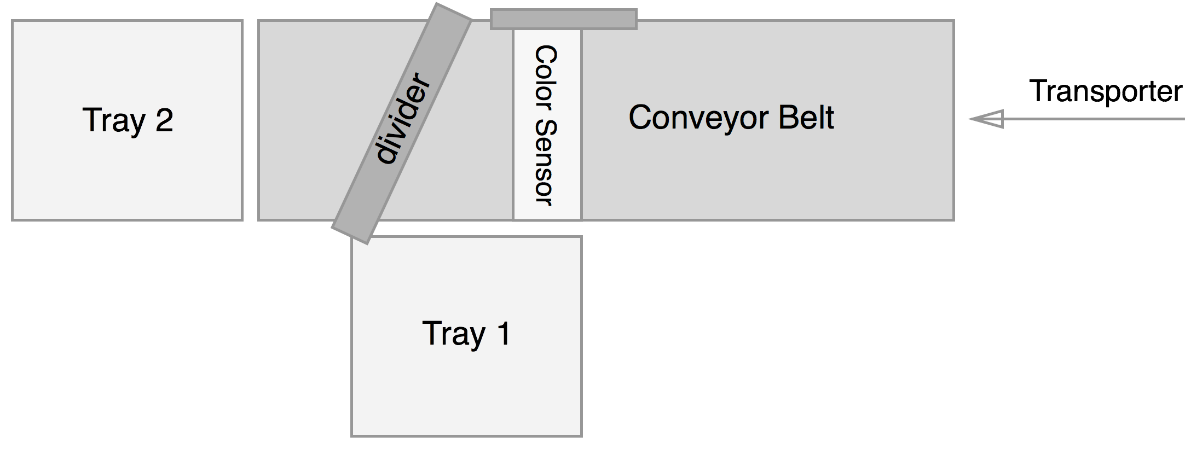 Tray 2
divider
Color Sensor
Conveyor Belt
Transporter
Tray 1